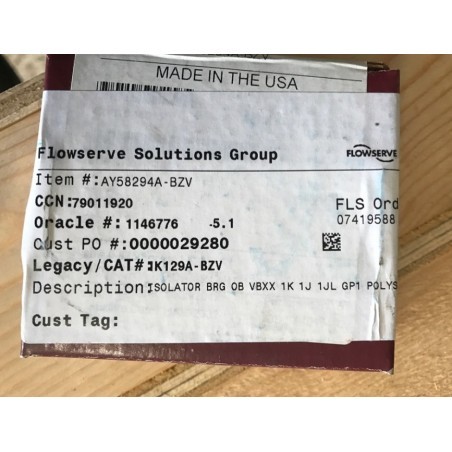 MADE IN THE USA
Flowserve Solutions Group
FLOWSERVE
Item #:AY58294A-BZV
CCN:79011920
FLS Ord
Oracle #: 1146776 -5.1
07419588
Cust PO #:0000029280
Legacy/CAT#:1K129A-BZV
Description:ISOLATOR BRG OB VBXX 1K 1J 1JL GP1 POLYS
Cust Tag: